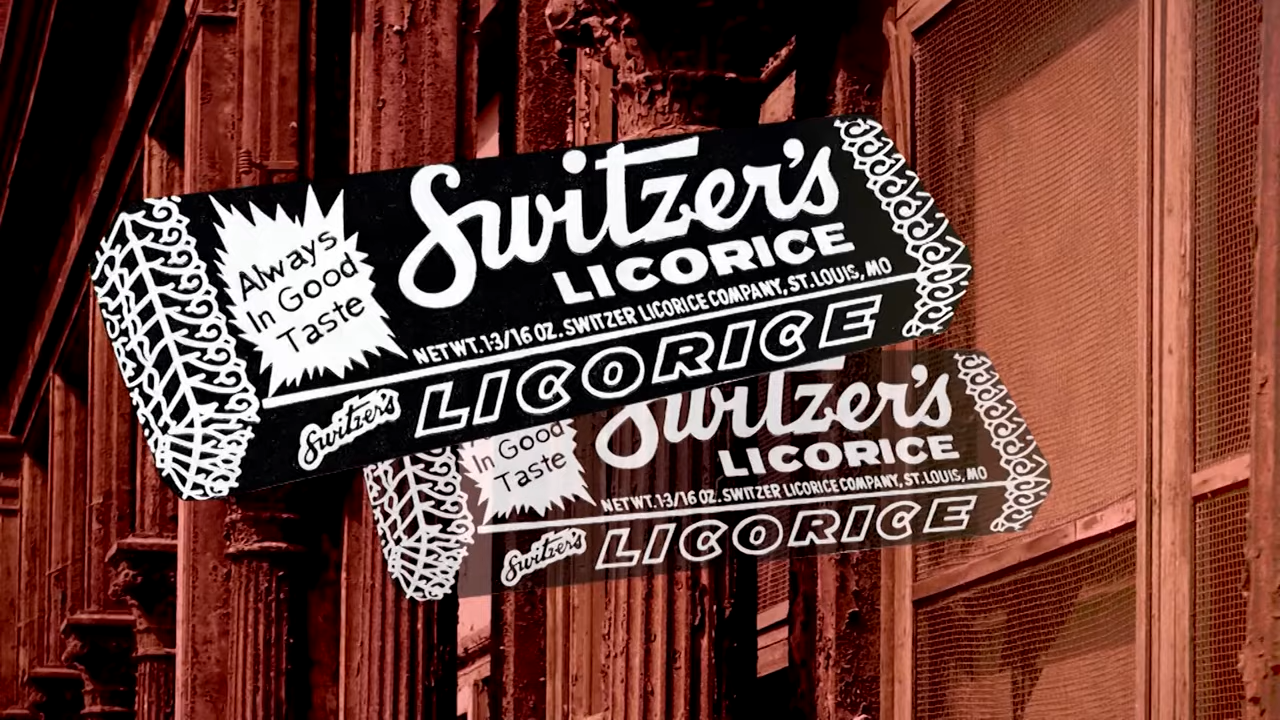 Always
In Good
Taste
Switzer's
LICORICE
NET WT. 1-3/16 OZ. SWITZER LICORICE COMPANY, ST. LOUIS, MO
Switzer's LICORICE
In Good
Taste
Switzer's
LICORICE
NET WT. 1-3/16 OZ. SWITZER LICORICE COMPANY, ST. LOUIS, MO
Switzer's LICORICE